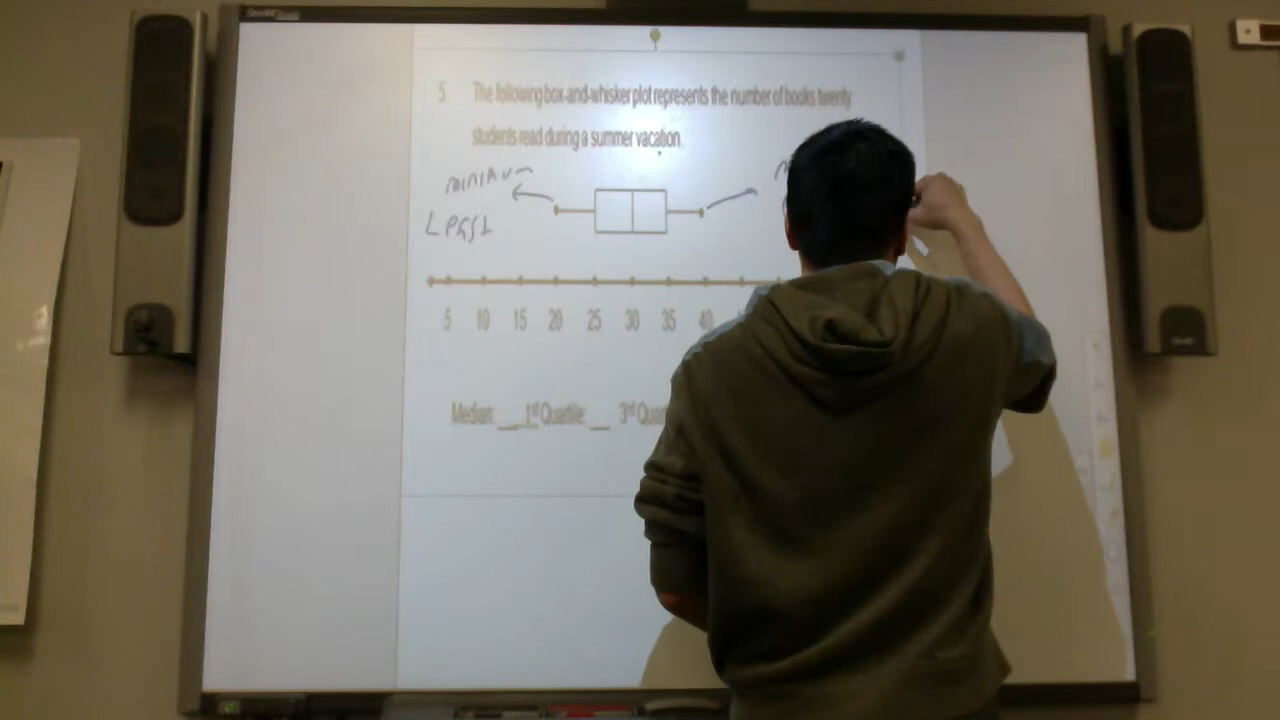 5 The following box-and-whisker plot represents the number of books twenty
students read during a summer vacation.
minimum
Least
5 10 15 20 25 30 35 40
Median: ___ 1st Quartile: ___ 3rd